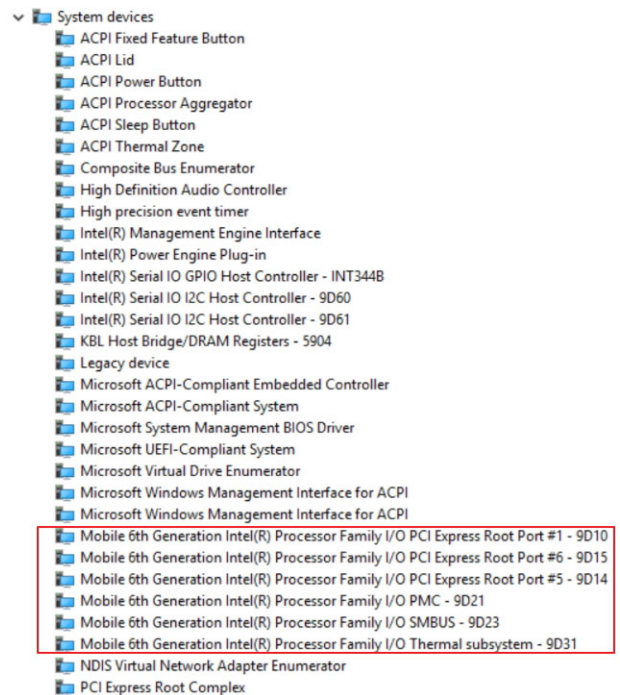 System devices
ACPI Fixed Feature Button
ACPI Lid
ACPI Power Button
ACPI Processor Aggregator
ACPI Sleep Button
ACPI Thermal Zone
Composite Bus Enumerator
High Definition Audio Controller
High precision event timer
Intel(R) Management Engine Interface
Intel(R) Power Engine Plug-in
Intel(R) Serial IO GPIO Host Controller - INT344B
Intel(R) Serial IO I2C Host Controller - 9D60
Intel(R) Serial IO I2C Host Controller - 9D61
KBL Host Bridge/DRAM Registers - 5904
Legacy device
Microsoft ACPI-Compliant Embedded Controller
Microsoft ACPI-Compliant System
Microsoft System Management BIOS Driver
Microsoft UEFI-Compliant System
Microsoft Virtual Drive Enumerator
Microsoft Windows Management Interface for ACPI
Microsoft Windows Management Interface for ACPI
Mobile 6th Generation Intel(R) Processor Family I/O PCI Express Root Port #1 - 9D10
Mobile 6th Generation Intel(R) Processor Family I/O PCI Express Root Port #6 - 9D15
Mobile 6th Generation Intel(R) Processor Family I/O PCI Express Root Port #5 - 9D14
Mobile 6th Generation Intel(R) Processor Family I/O PMC - 9D21
Mobile 6th Generation Intel(R) Processor Family I/O SMBUS - 9D23
Mobile 6th Generation Intel(R) Processor Family I/O Thermal subsystem - 9D31
NDIS Virtual Network Adapter Enumerator
PCI Express Root Complex